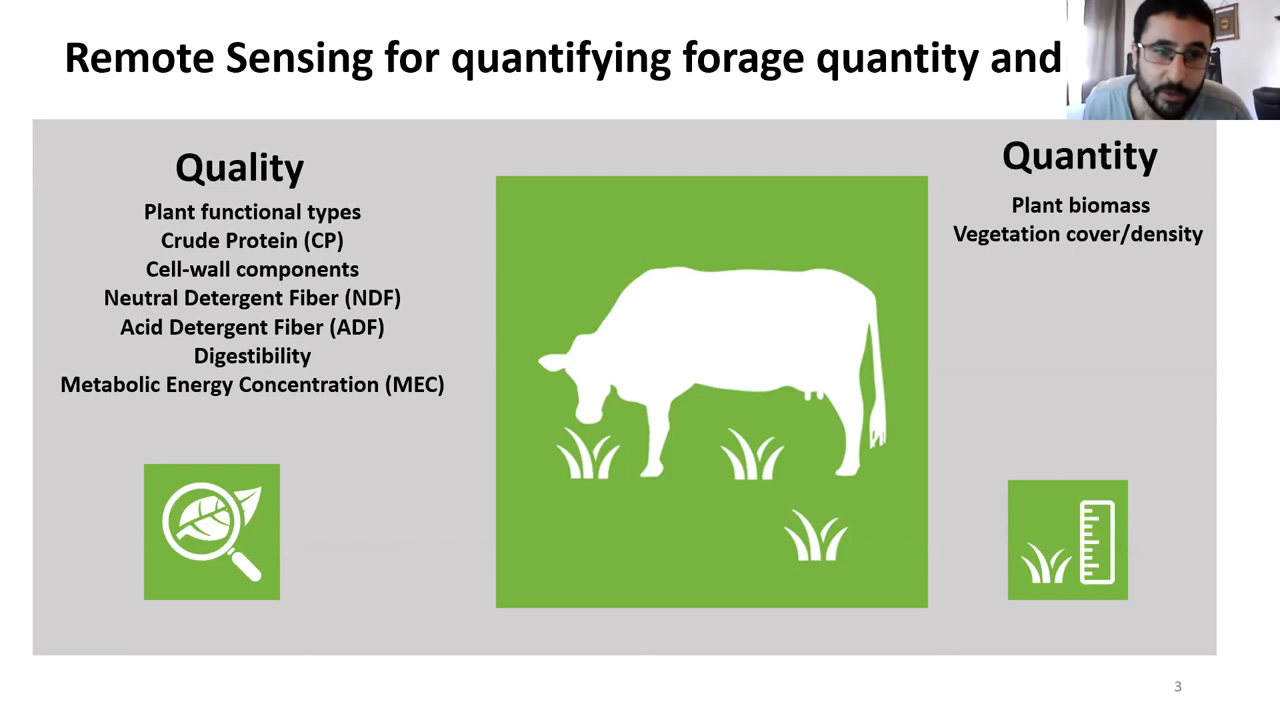 Remote Sensing for quantifying forage quantity and
Quality
Plant functional types
Crude Protein (CP)
Cell-wall components
Neutral Detergent Fiber (NDF)
Acid Detergent Fiber (ADF)
Digestibility
Metabolic Energy Concentration (MEC)
Quantity
Plant biomass
Vegetation cover/density
3